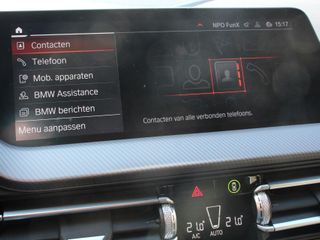 NPO FunX 15:17
Contacten
Telefoon
Mob. apparaten
BMW Assistance
BMW berichten
Menu aanpassen
Contacten van alle verbonden telefoons.
A/C AUTO